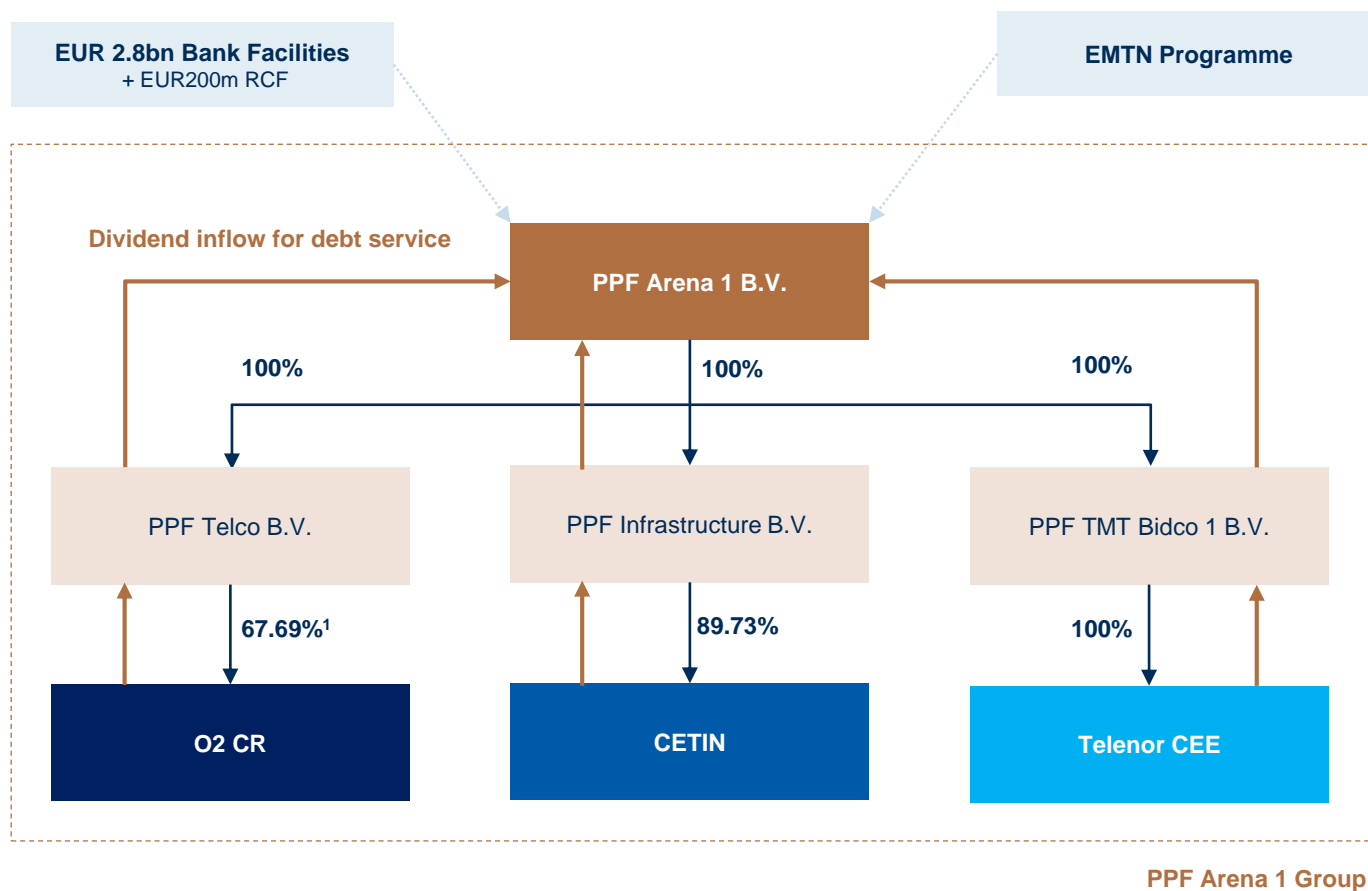 EUR 2.8bn Bank Facilities
+ EUR200m RCF
EMTN Programme
Dividend inflow for debt service
PPF Arena 1 B.V.
100%
100%
100%
PPF Telco B.V.
PPF Infrastructure B.V.
PPF TMT Bidco 1 B.V.
67.69%¹
89.73%
100%
O2 CR
CETIN
Telenor CEE
PPF Arena 1 Group